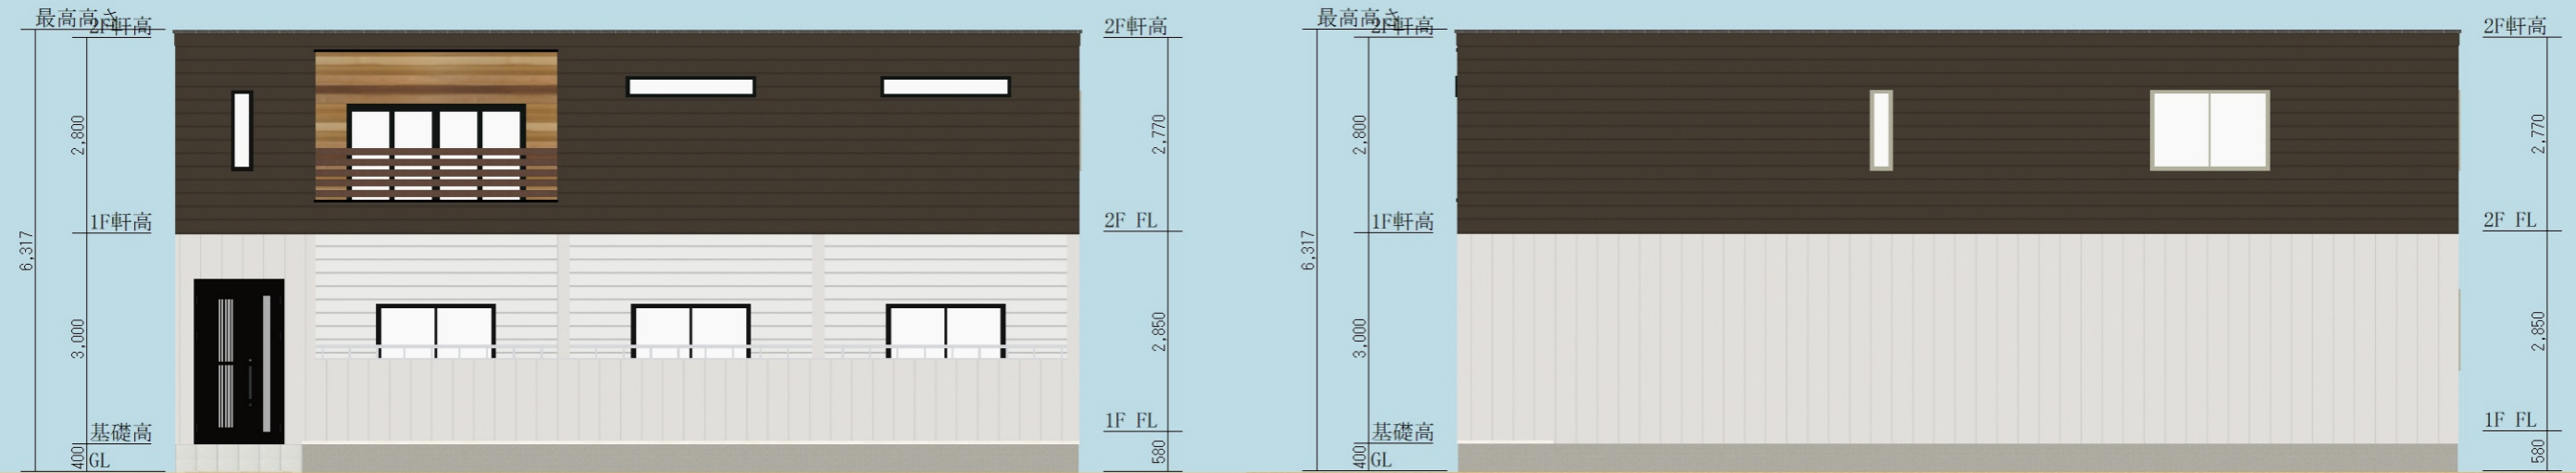 最高高さ
2F軒高
2,800
1F軒高
6,317
3,000
基礎高
400
GL
2F軒高
2,770
2F FL
2,850
1F FL
580
最高高さ
2F軒高
2,800
1F軒高
6,317
3,000
基礎高
400
GL
2F軒高
2,770
2F FL
2,850
1F FL
580